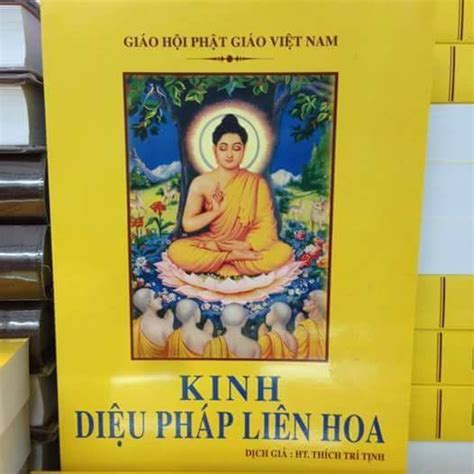 GIÁO HỘI PHẬT GIÁO VIỆT NAM
KINH
DIỆU PHÁP LIÊN HOA
DỊCH GIẢ : HT. THÍCH TRÍ TỊNH